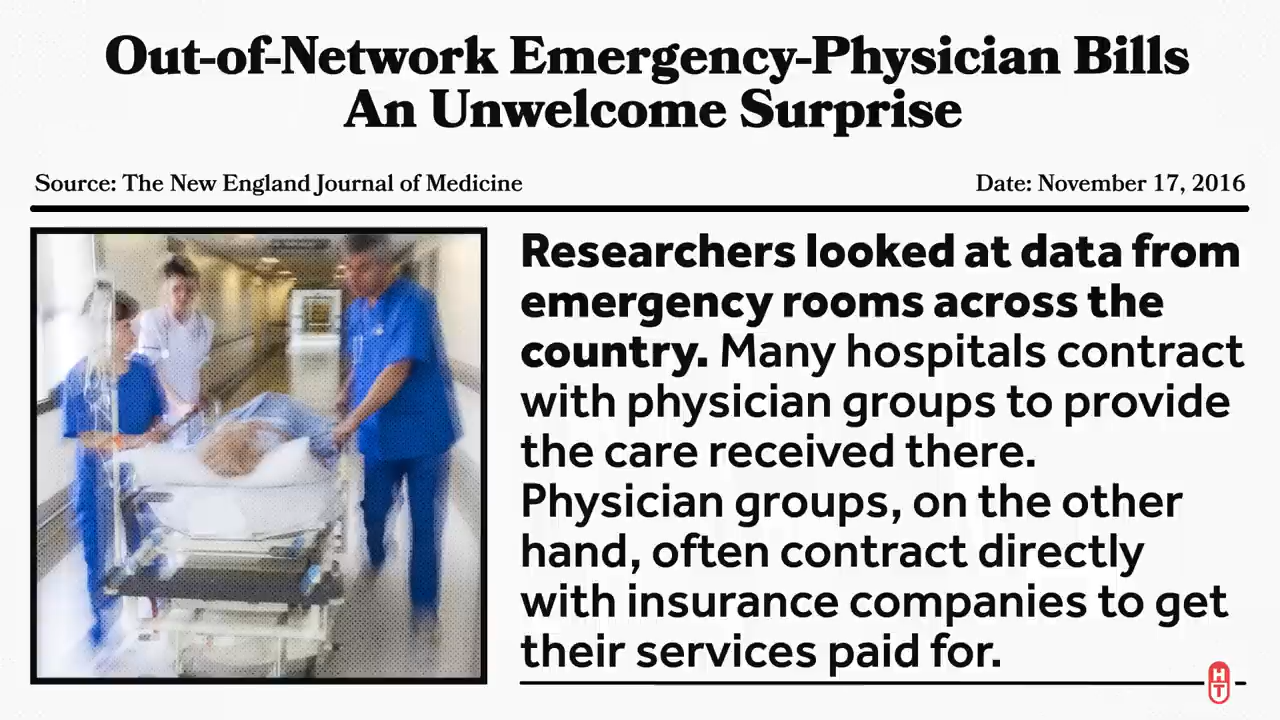 Out-of-Network Emergency-Physician Bills
An Unwelcome Surprise
Source: The New England Journal of Medicine
Date: November 17, 2016
Researchers looked at data from
emergency rooms across the
country. Many hospitals contract
with physician groups to provide
the care received there.
Physician groups, on the other
hand, often contract directly
with insurance companies to get
their services paid for.
H
T